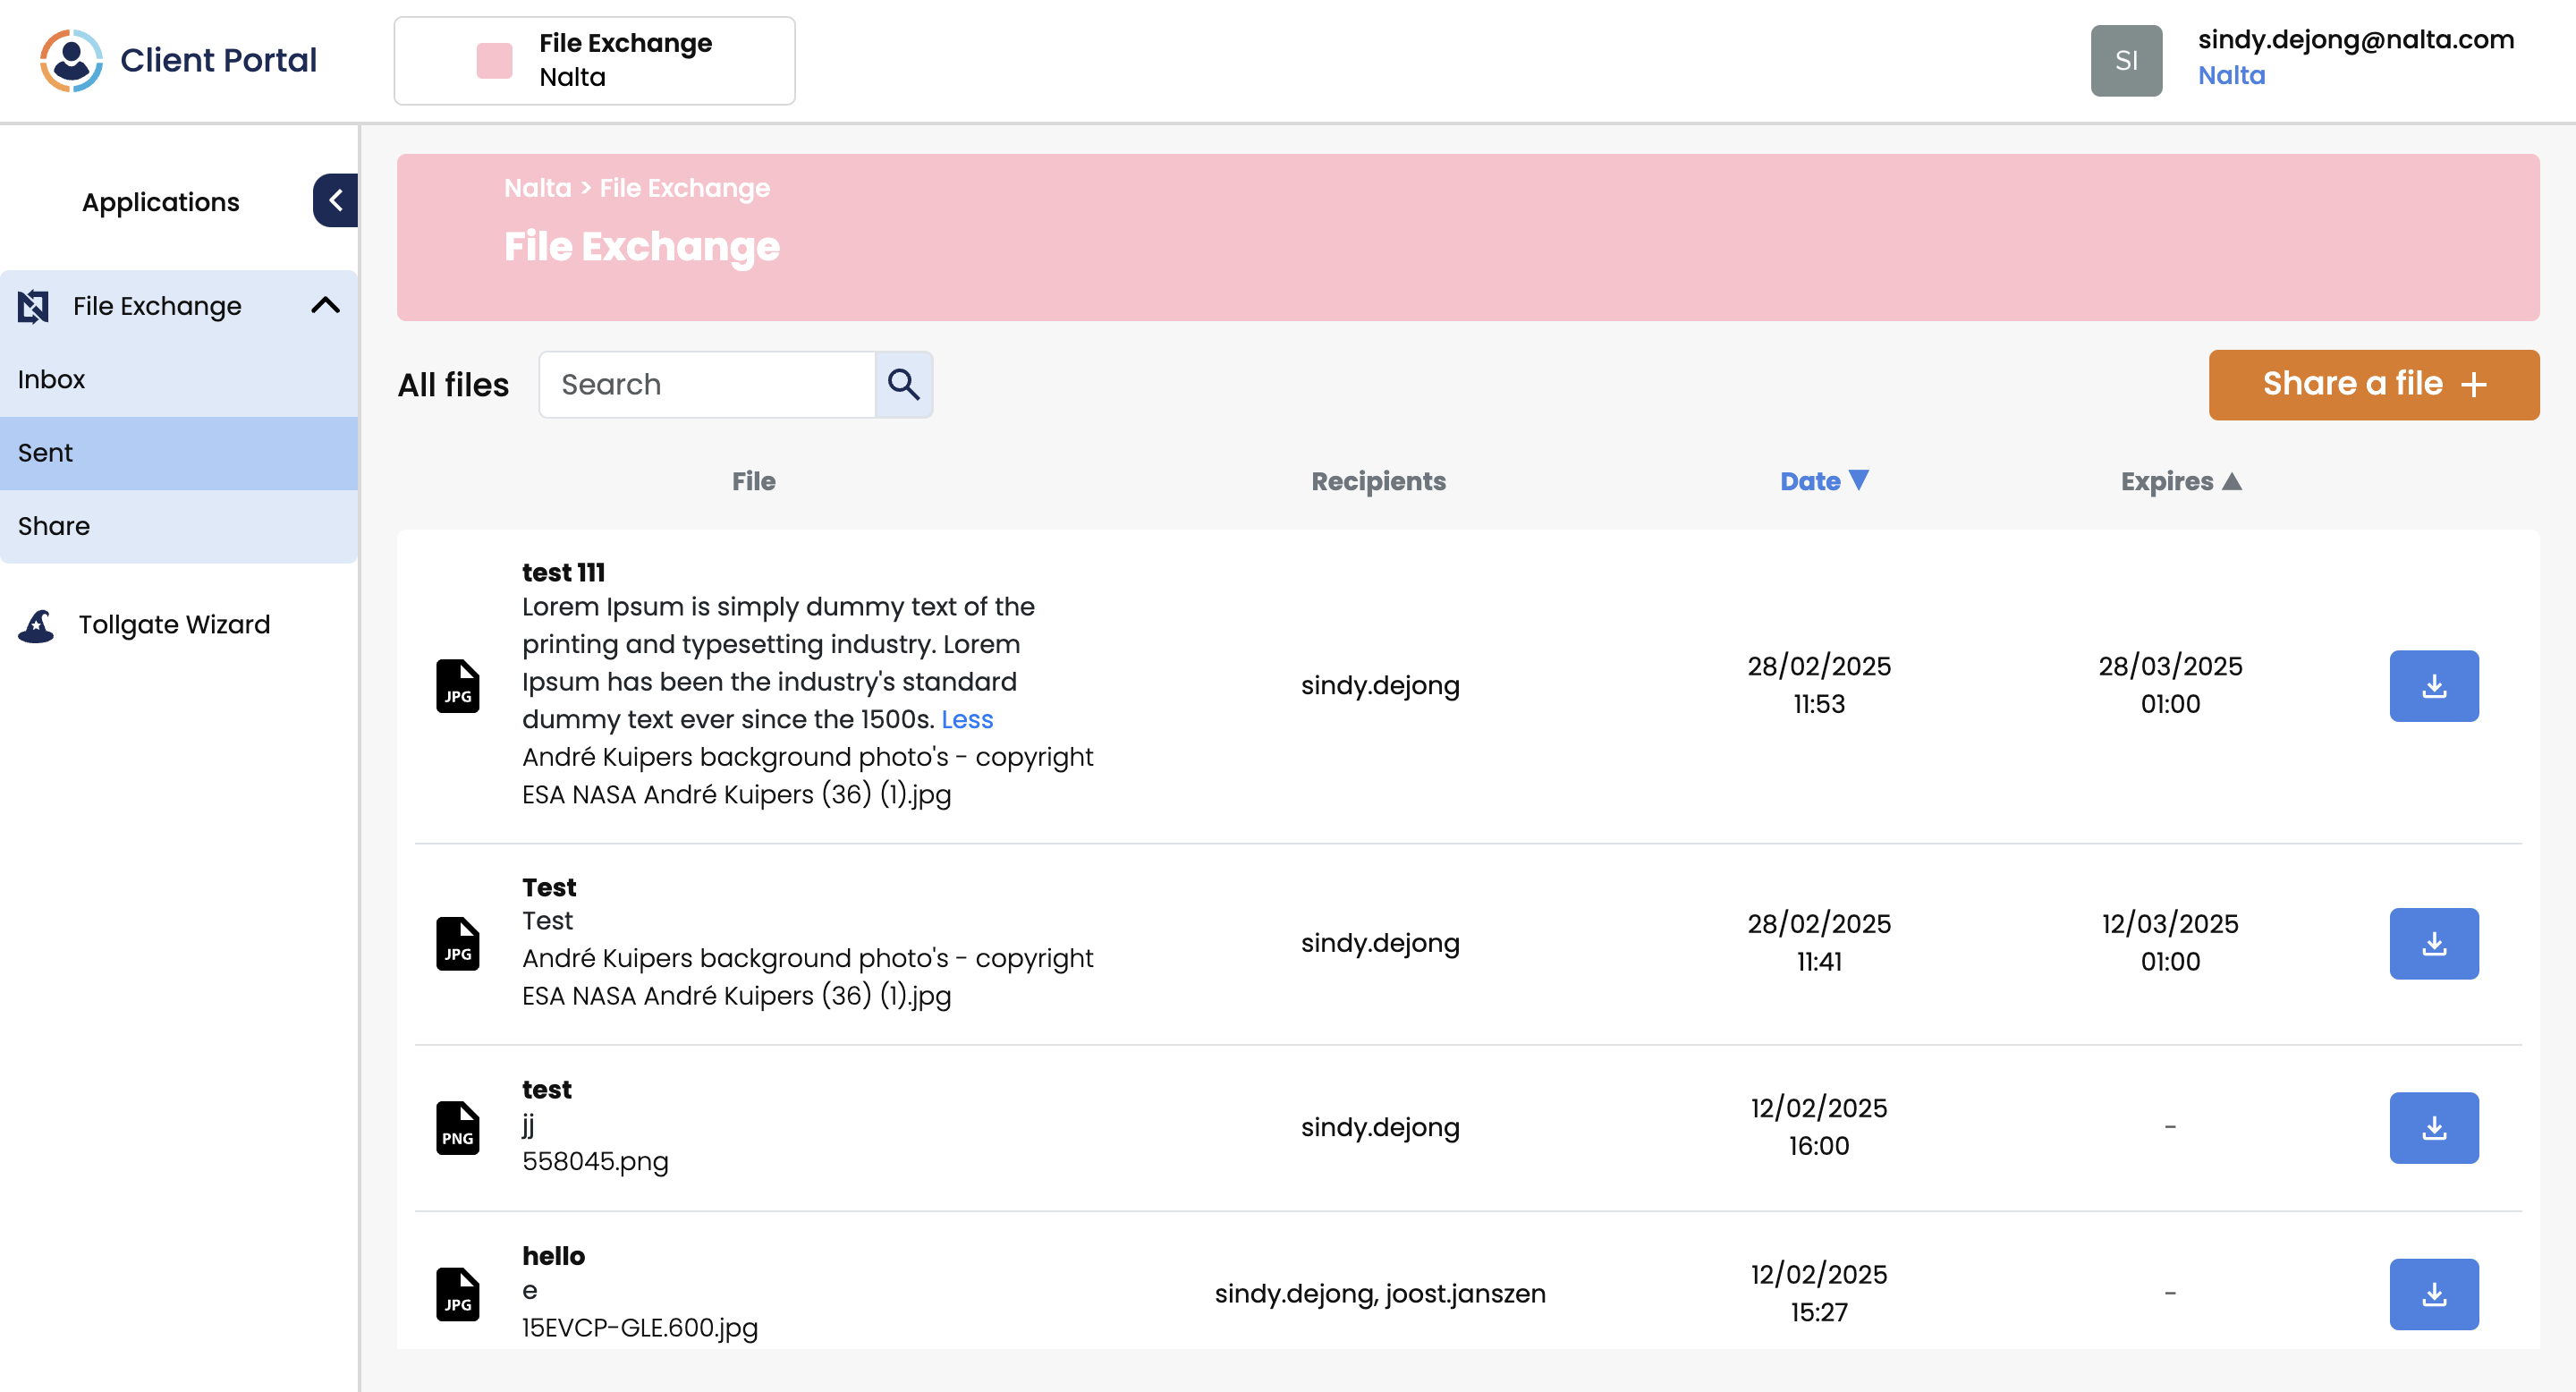 Client Portal
File Exchange
Nalta
SI
sindy.dejong@nalta.com
Nalta
Applications
File Exchange
Inbox
Sent
Share
Tollgate Wizard
Nalta > File Exchange
File Exchange
All files
Search
Share a file +
File
Recipients
Date ▼
Expires ▲
JPG
test 111
Lorem Ipsum is simply dummy text of the
printing and typesetting industry. Lorem
Ipsum has been the industry's standard
dummy text ever since the 1500s. Less
André Kuipers background photo's - copyright
ESA NASA André Kuipers (36) (1).jpg
sindy.dejong
28/02/2025
11:53
28/03/2025
01:00
JPG
Test
Test
André Kuipers background photo's - copyright
ESA NASA André Kuipers (36) (1).jpg
sindy.dejong
28/02/2025
11:41
12/03/2025
01:00
PNG
test
jj
558045.png
sindy.dejong
12/02/2025
16:00
-
JPG
hello
e
15EVCP-GLE.600.jpg
sindy.dejong, joost.janszen
12/02/2025
15:27
-